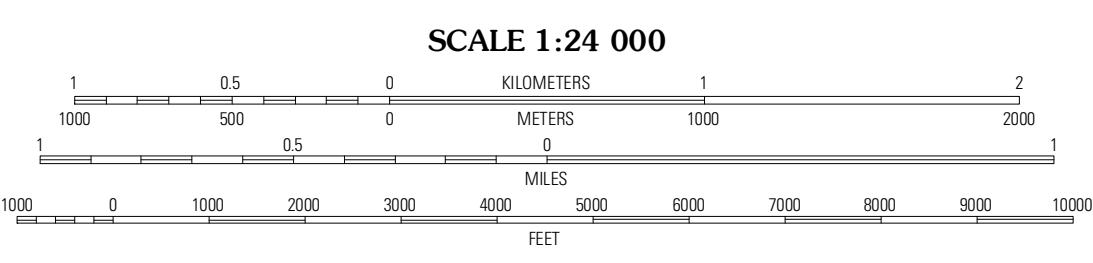 SCALE 1:24 000
1 0.5 0 KILOMETERS 1 2
1000 500 0 METERS 1000 2000
1 0.5 0 1
MILES
1000 0 1000 2000 3000 4000 5000 6000 7000 8000 9000 10000
FEET